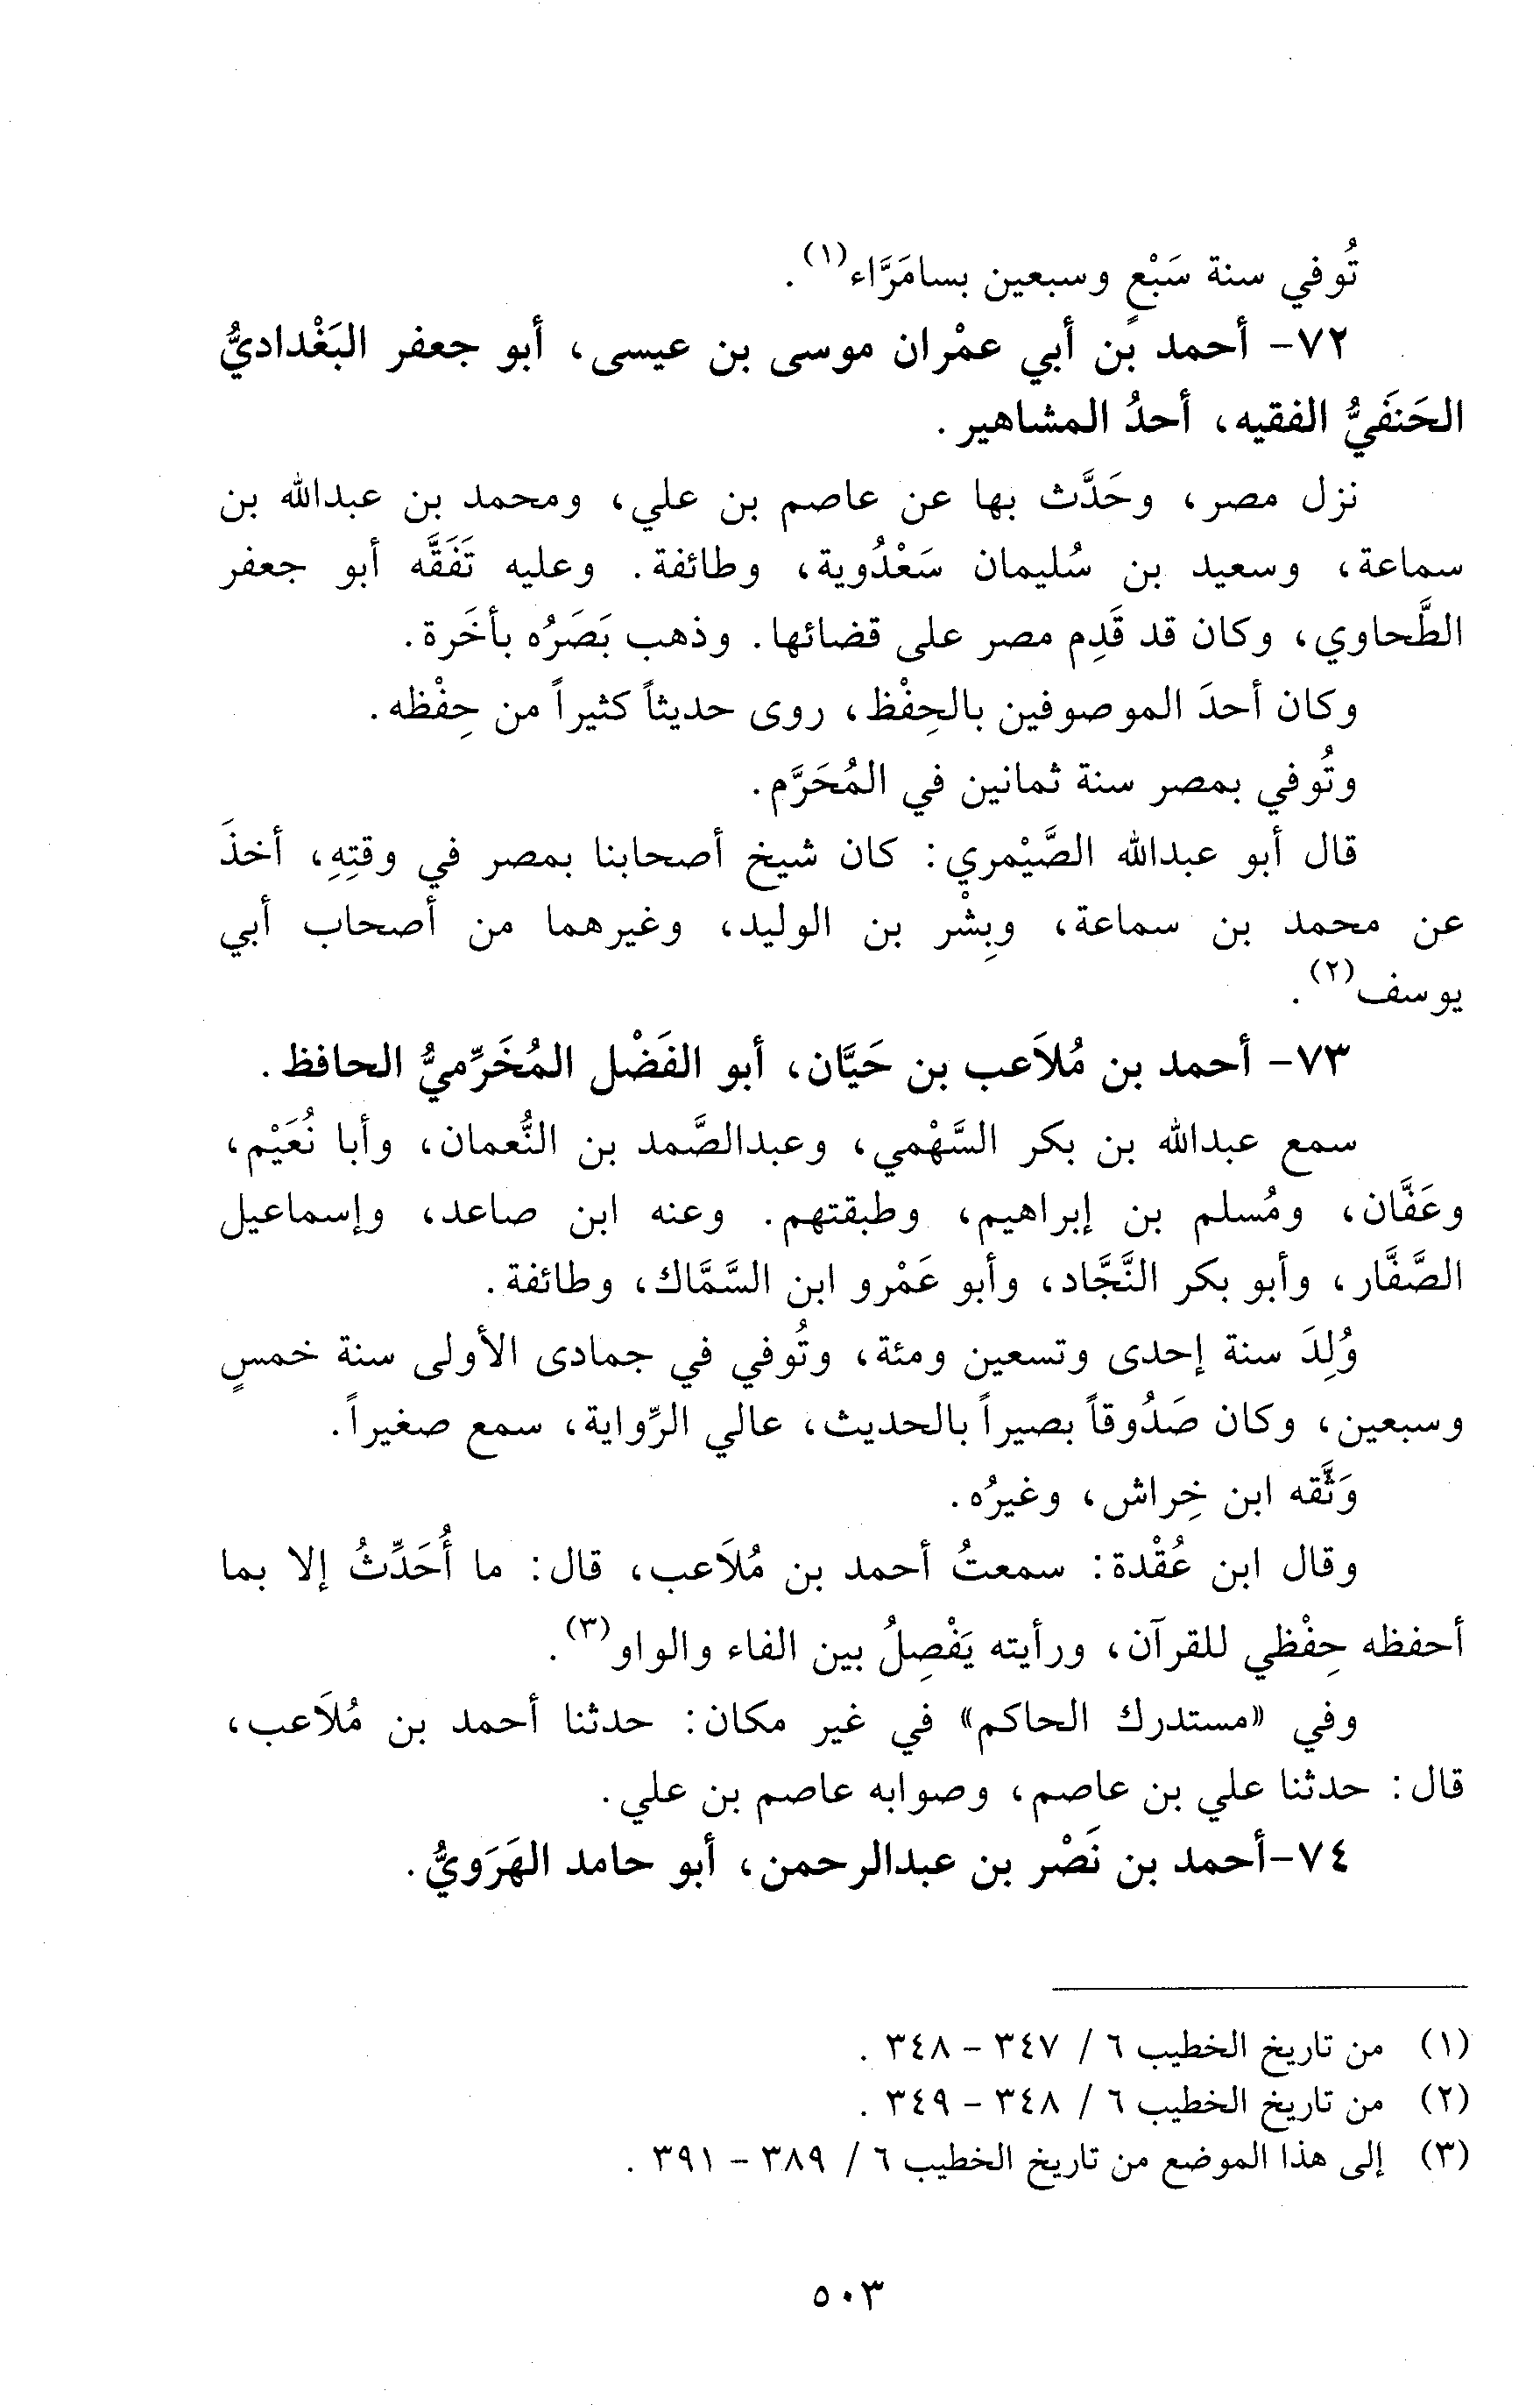 تُوفي سنة سَبْعٍ وسبعين بسامَرَّاء(١).
٧٢- أحمد بن أبي عمْران موسى بن عيسى، أبو جعفر البَغْداديُّ
الحَنفَيُّ الفقيه، أحدُ المشاهير.
نزل مصر، وحَدَّث بها عن عاصم بن علي، ومحمد بن عبدالله بن
سماعة، وسعيد بن سُليمان سَعْدُوية، وطائفة. وعليه تَفَقَّه أبو جعفر
الطَّحاوي، وكان قد قَدِم مصر على قضائها. وذهب بَصَرُه بأخَرة.
وكان أحدَ الموصوفين بالحِفْظ، روى حديثاً كثيراً من حِفْظه.
وتُوفي بمصر سنة ثمانين في المُحَرَّم.
قال أبو عبدالله الصَّيْمري: كان شيخ أصحابنا بمصر في وقتِهِ، أخذَ
عن محمد بن سماعة، وبِشْر بن الوليد، وغيرهما من أصحاب أبي
يوسف(٢).
٧٣- أحمد بن مُلاَعب بن حَيَّان، أبو الفَضْل المُخَرِّميُّ الحافظ.
سمع عبدالله بن بكر السَّهْمي، وعبدالصَّمد بن النُّعمان، وأبا نُعَيْم،
وعَفَّان، ومُسلم بن إبراهيم، وطبقتهم. وعنه ابن صاعد، وإسماعيل
الصَّفَّار، وأبو بكر النَّجَّاد، وأبو عَمْرو ابن السَّمَّاك، وطائفة.
وُلِدَ سنة إحدى وتسعين ومئة، وتُوفي في جمادى الأولى سنة خمسٍ
وسبعين، وكان صَدُوقاً بصيراً بالحديث، عالي الرِّواية، سمع صغيراً.
وَثَّقه ابن خِراش، وغيرُه.
وقال ابن عُقْدة: سمعتُ أحمد بن مُلاَعب، قال: ما أُحَدِّثُ إلا بما
أحفظه حِفْظي للقرآن، ورأيته يَفْصِلُ بين الفاء والواو(٣).
وفي «مستدرك الحاكم» في غير مكان: حدثنا أحمد بن مُلاَعب،
قال: حدثنا علي بن عاصم، وصوابه عاصم بن علي.
٧٤-أحمد بن نَصْر بن عبدالرحمن، أبو حامد الهَرَويُّ.
(١) من تاريخ الخطيب ٦ / ٣٤٧ - ٣٤٨ .
(٢) من تاريخ الخطيب ٦ / ٣٤٨ - ٣٤٩ .
(٣) إلى هذا الموضع من تاريخ الخطيب ٦ / ٣٨٩ - ٣٩١ .
٥٠٣